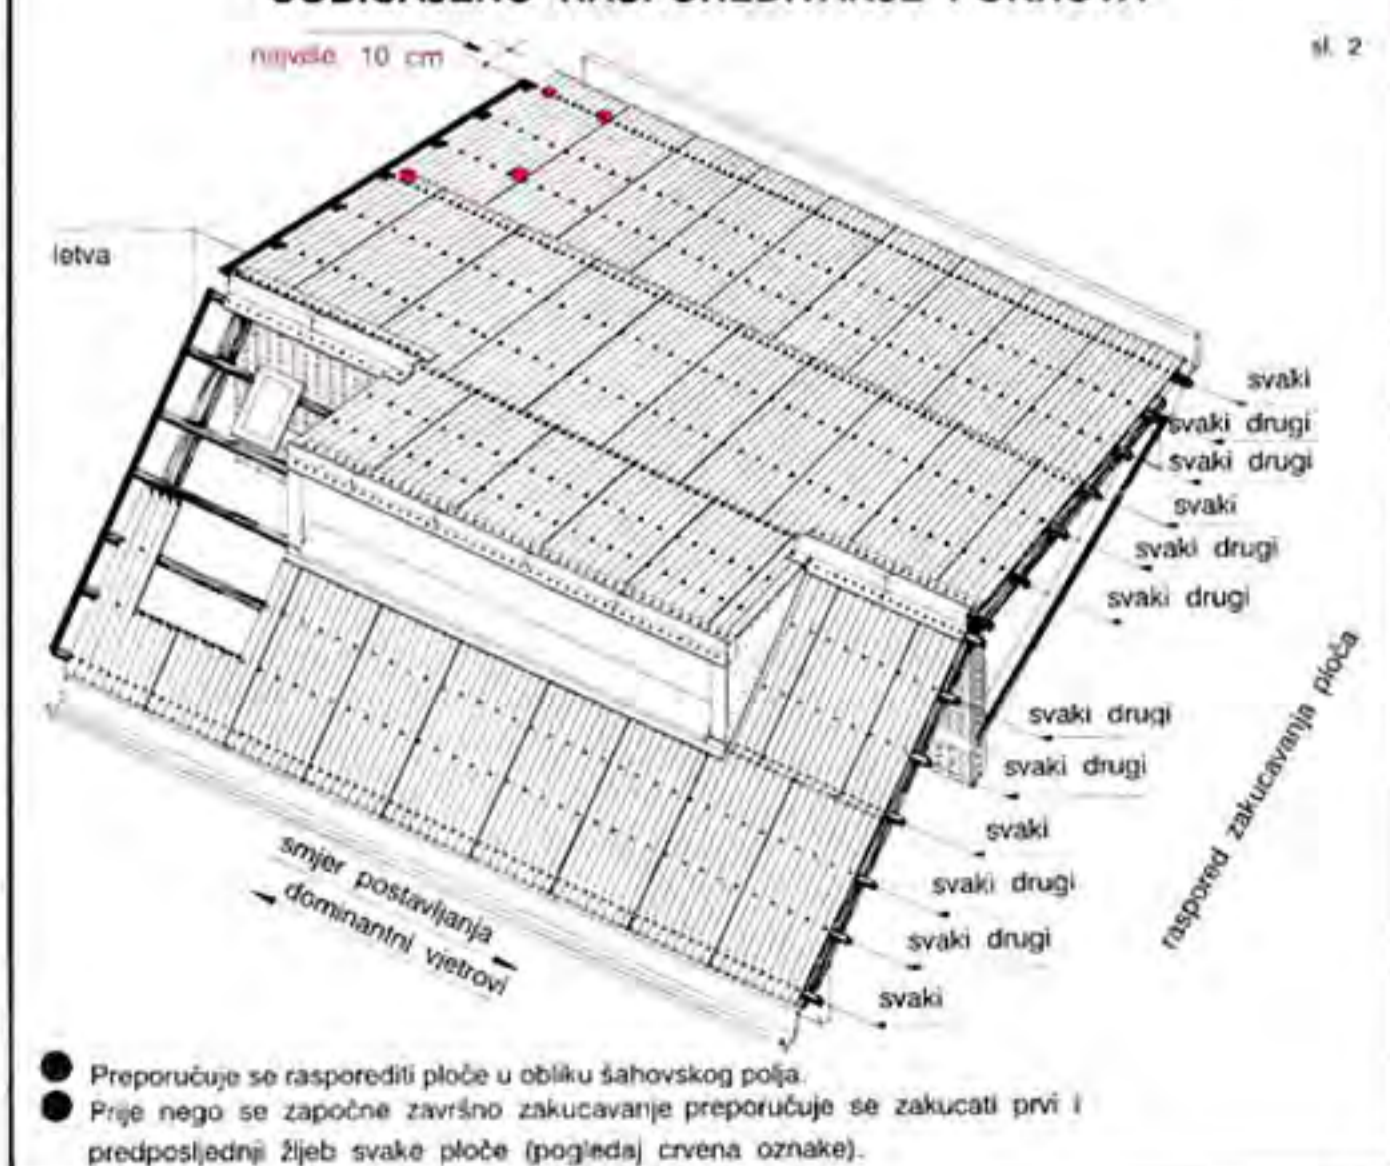 sl. 2
najviše 10 cm
letva
svaki
svaki drugi
svaki drugi
svaki
svaki drugi
svaki drugi
svaki drugi
svaki drugi
svaki
svaki drugi
svaki drugi
svaki
raspored zakucavanja ploča
smjer postavljanja
dominantni vjetrovi
Preporučuje se rasporediti ploče u obliku šahovskog polja.
Prije nego se započne završno zakucavanje preporučuje se zakucati prvi i
predposljednji žljeb svake ploče (pogledaj crvena oznake).